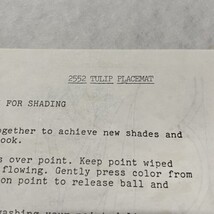 2552 TULIP PLACEMAT
FOR SHADING
together to achieve new shades and
ook.
s over point. Keep point wiped
flowing. Gently press color from
on point to release ball and